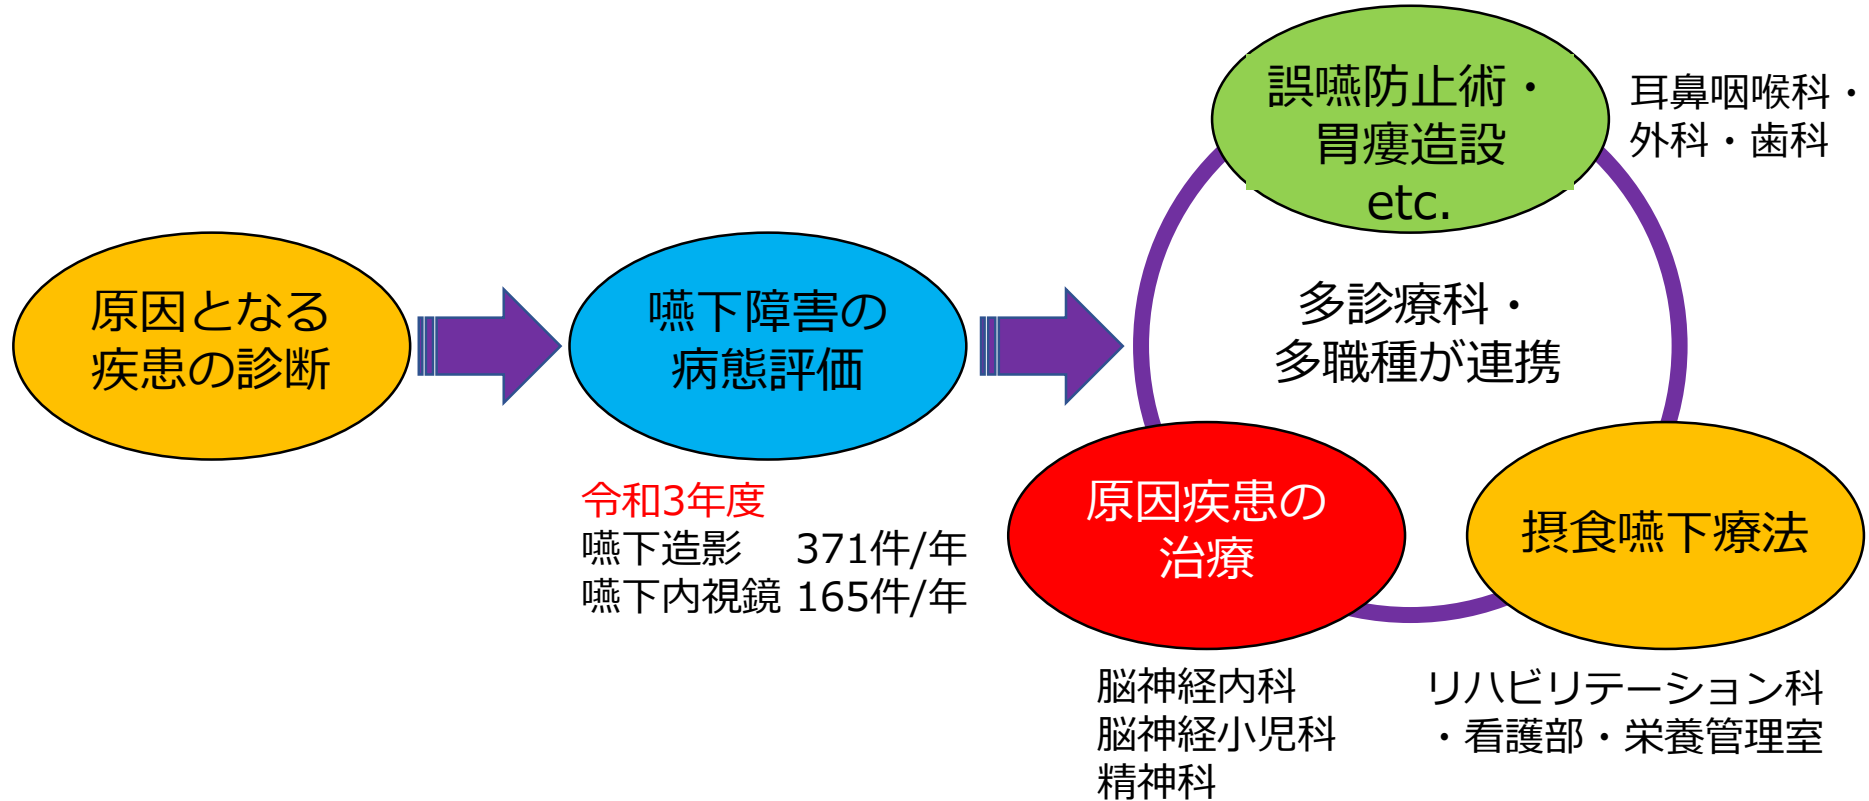 原因となる
疾患の診断
嚥下障害の
病態評価
令和3年度
嚥下造影 371件/年
嚥下内視鏡 165件/年
誤嚥防止術・
胃瘻造設
etc.
耳鼻咽喉科・
外科・歯科
多診療科・
多職種が連携
原因疾患の
治療
脳神経内科
脳神経小児科
精神科
摂食嚥下療法
リハビリテーション科
・看護部・栄養管理室